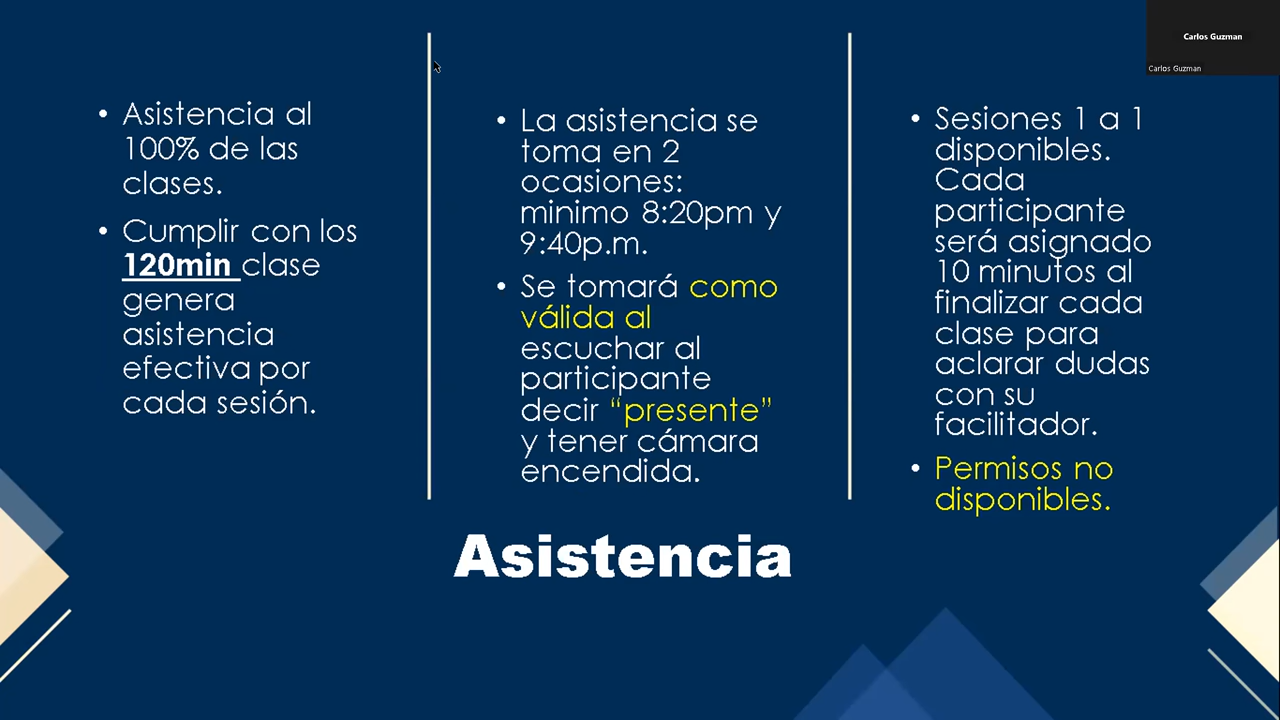 • Asistencia al
100% de las
clases.
• Cumplir con los
120min clase
genera
asistencia
efectiva por
cada sesión.
• La asistencia se
toma en 2
ocasiones:
minimo 8:20pm y
9:40p.m.
• Se tomará como
válida al
escuchar al
participante
decir “presente”
y tener cámara
encendida.
• Sesiones 1 a 1
disponibles.
Cada
participante
será asignado
10 minutos al
finalizar cada
clase para
aclarar dudas
con su
facilitador.
• Permisos no
disponibles.
Asistencia
Carlos Guzman
Carlos Guzman